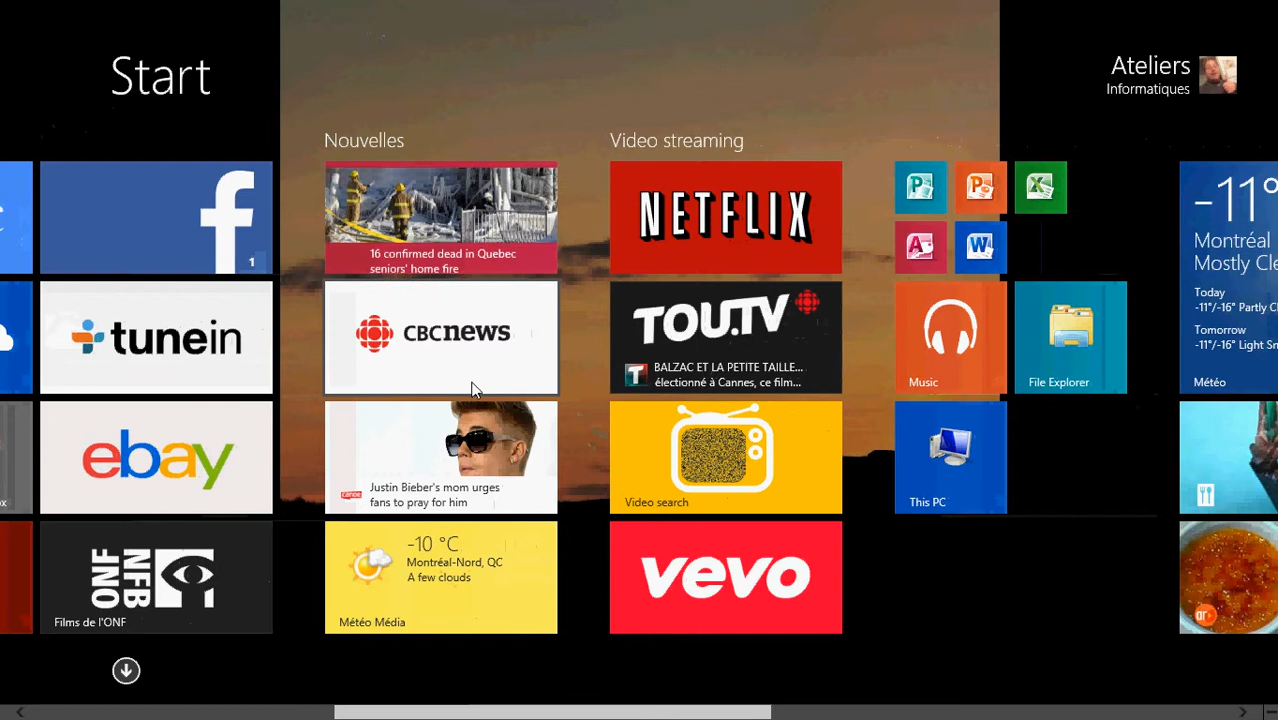 Start
Ateliers
Informatiques
Nouvelles
Video streaming
1
16 confirmed dead in Quebec
seniors' home fire
NETFLIX
-11°
Montréal
Mostly Cle
Today
-11°/-16° Partly C
Tomorrow
-11°/-16° Light Sn
Météo
tunein
CBCnews
TOU.TV
BALZAC ET LA PETITE TAILLE...
électionné à Cannes, ce film...
Music
File Explorer
ebay
Justin Bieber's mom urges
fans to pray for him
canoe
Video search
This PC
ox
ONF
NFB
Films de l'ONF
-10 °C
Montréal-Nord, QC
A few clouds
Météo Média
vevo